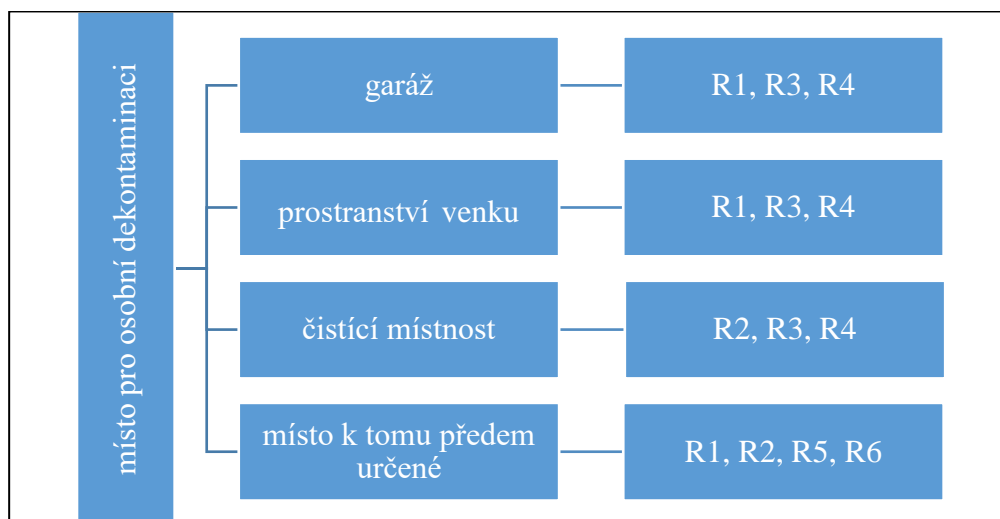 místo pro osobní dekontaminaci
garáž
R1, R3, R4
prostranství venku
R1, R3, R4
čistící místnost
R2, R3, R4
místo k tomu předem
určené
R1, R2, R5, R6